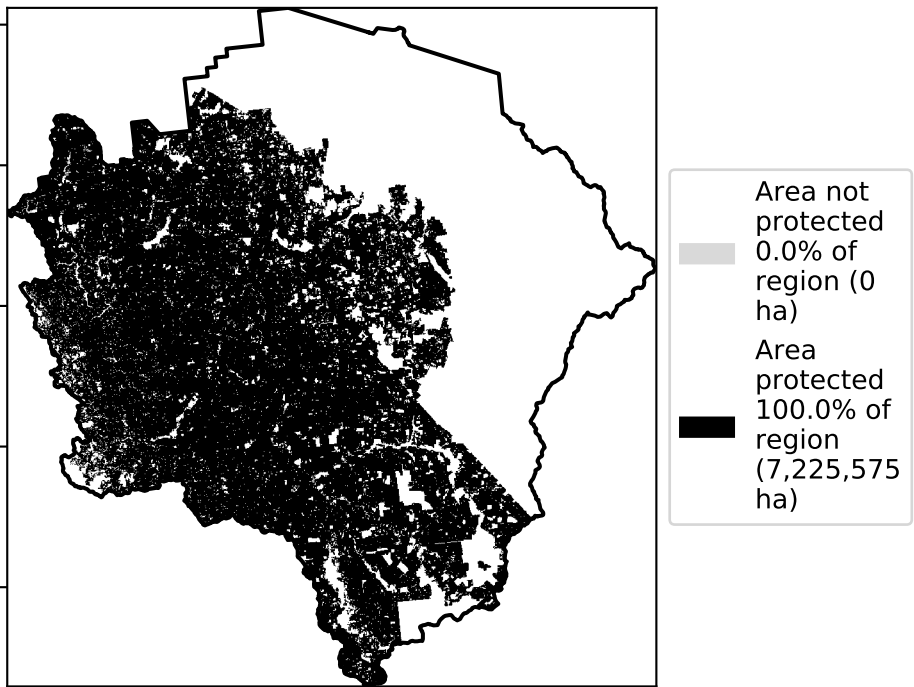 Area not
protected
0.0% of
region (0
ha)
Area
protected
100.0% of
region
(7,225,575
ha)